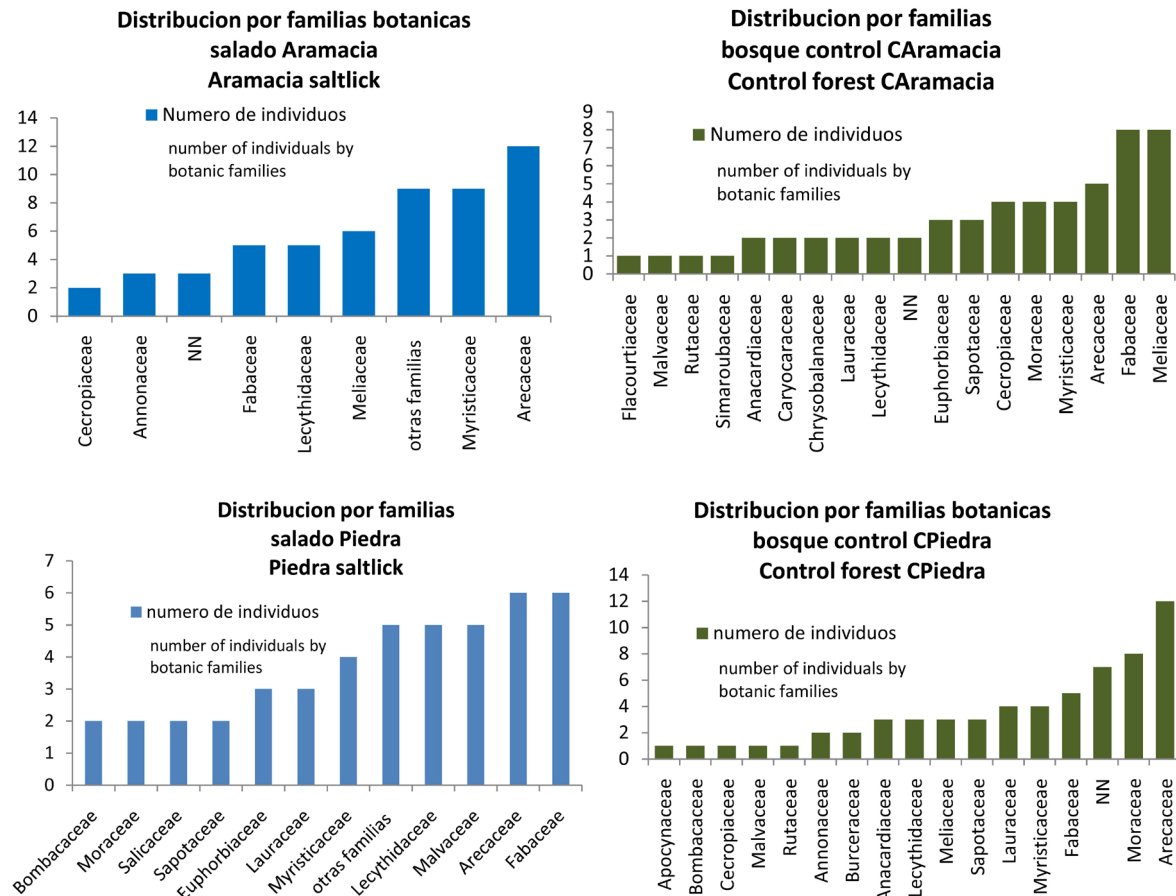 Distribucion por familias botanicas
salado Aramacia
Aramacia saltlick
Numero de individuos
number of individuals by
botanic families
14
12
10
8
6
4
2
0
Cecropiaceae
Annonaceae
NN
Fabaceae
Lecythidaceae
Meliaceae
otras familias
Myristicaceae
Arecaceae
Distribucion por familias
bosque control CAramacia
Control forest CAramacia
Numero de individuos
number of individuals by
botanic families
9
8
7
6
5
4
3
2
1
0
Flacourtiaceae
Malvaceae
Rutaceae
Simaroubaceae
Anacardiaceae
Caryocaraceae
Chrysobalanaceae
Lauraceae
Lecythidaceae
NN
Euphorbiaceae
Sapotaceae
Cecropiaceae
Moraceae
Myristicaceae
Arecaceae
Fabaceae
Meliaceae
Distribucion por familias
salado Piedra
Piedra saltlick
numero de individuos
number of individuals by
botanic families
7
6
5
4
3
2
1
0
Bombacaceae
Moraceae
Salicaceae
Sapotaceae
Euphorbiaceae
Lauraceae
Myristicaceae
otras familias
Lecythidaceae
Malvaceae
Arecaceae
Fabaceae
Distribucion por familias botanicas
bosque control CPiedra
Control forest CPiedra
numero de individuos
number of individuals by
botanic families
14
12
10
8
6
4
2
0
Apocynaceae
Bombacaceae
Cecropiaceae
Malvaceae
Rutaceae
Annonaceae
Burceraceae
Anacardiaceae
Lecythidaceae
Meliaceae
Sapotaceae
Lauraceae
Myristicaceae
Fabaceae
NN
Moraceae
Arecaceae